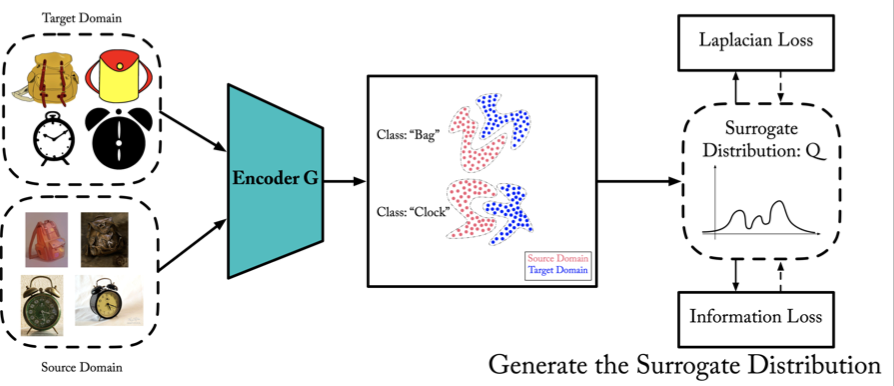 Target Domain
Source Domain
Encoder G
Class: “Bag”
Class: “Clock”
Source Domain
Target Domain
Laplacian Loss
Surrogate
Distribution: Q
Information Loss
Generate the Surrogate Distribution